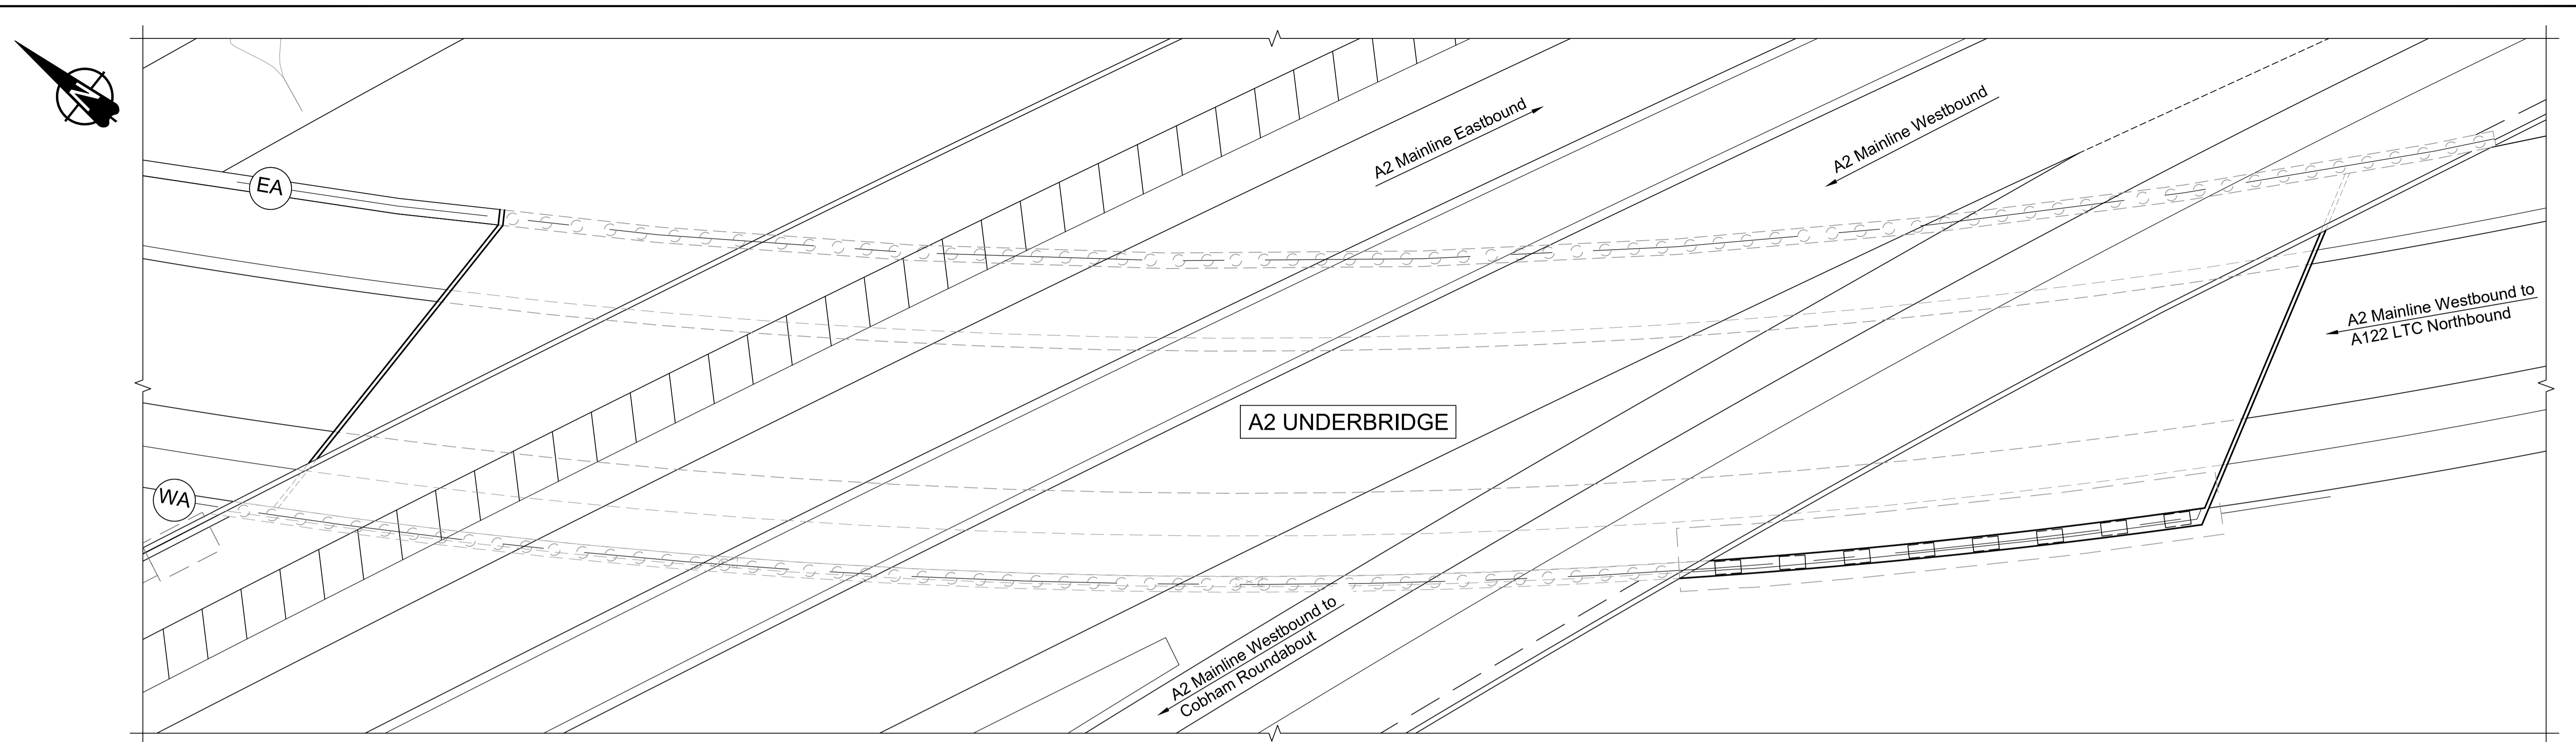 N
A2 Mainline Eastbound
A2 Mainline Westbound
EA
A2 Mainline Westbound to
A122 LTC Northbound
A2 UNDERBRIDGE
WA
A2 Mainline Westbound to
Cobham Roundabout